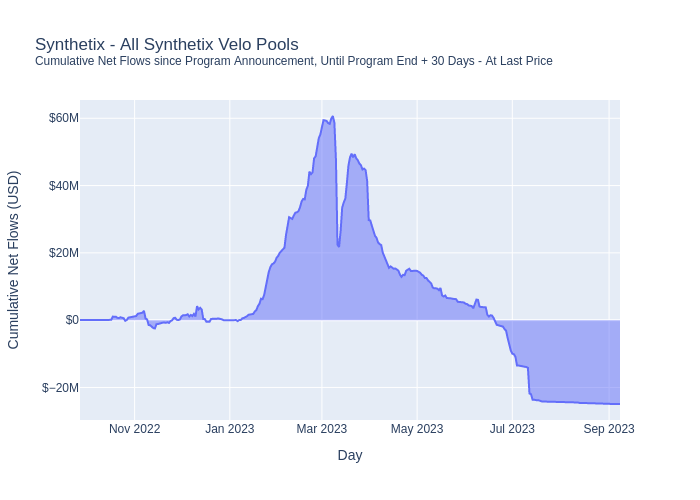 Synthetix - All Synthetix Velo Pools
Cumulative Net Flows since Program Announcement, Until Program End + 30 Days - At Last Price
Cumulative Net Flows (USD)
$60M
$40M
$20M
$0
$−20M
Nov 2022
Jan 2023
Mar 2023
May 2023
Jul 2023
Sep 2023
Day